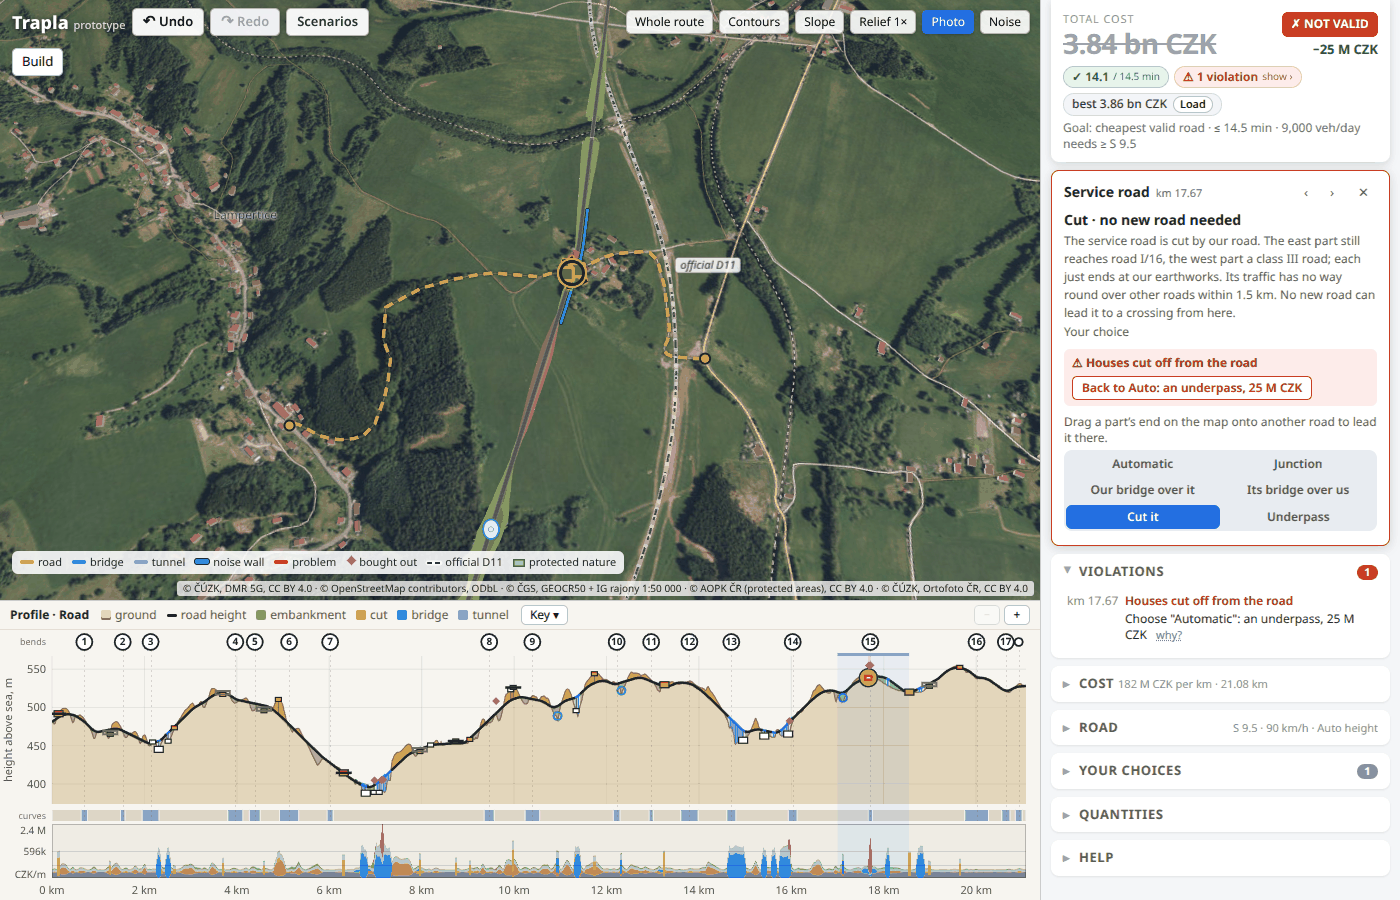 Trapla prototype
↶ Undo
↷ Redo
Scenarios
Build
Whole route
Contours
Slope
Relief 1×
Photo
Noise
Lampertice
official D11
road
bridge
tunnel
noise wall
problem
bought out
official D11
protected nature
© ČÚZK, DMR 5G, CC BY 4.0 · © OpenStreetMap contributors, ODbL · © ČGS, GEOCR50 + IG rajony 1:50 000 · © AOPK ČR (protected areas), CC BY 4.0 · © ČÚZK, Ortofoto ČR, CC BY 4.0
Profile · Road
ground
road height
embankment
cut
bridge
tunnel
Key ▾
−
+
bends
1 2 3 4 5 6 7 8 9 10 11 12 13 14 15 16 17
height above sea, m
550
500
450
400
curves
2.4 M
596k
CZK/m
0 km 2 km 4 km 6 km 8 km 10 km 12 km 14 km 16 km 18 km 20 km
TOTAL COST
✗ NOT VALID
3.84 bn CZK
−25 M CZK
✓ 14.1 / 14.5 min
⚠ 1 violation show ›
best 3.86 bn CZK Load
Goal: cheapest valid road · ≤ 14.5 min · 9,000 veh/day
needs ≥ S 9.5
Service road km 17.67
‹ › ✕
Cut · no new road needed
The service road is cut by our road. The east part still
reaches road I/16, the west part a class III road; each
just ends at our earthworks. Its traffic has no way
round over other roads within 1.5 km. No new road can
lead it to a crossing from here.
Your choice
⚠ Houses cut off from the road
Back to Auto: an underpass, 25 M CZK
Drag a part's end on the map onto another road to lead
it there.
Automatic
Junction
Our bridge over it
Its bridge over us
Cut it
Underpass
▼ VIOLATIONS 1
km 17.67 Houses cut off from the road
Choose "Automatic": an underpass, 25 M
CZK why?
▶ COST 182 M CZK per km · 21.08 km
▶ ROAD S 9.5 · 90 km/h · Auto height
▶ YOUR CHOICES 1
▶ QUANTITIES
▶ HELP